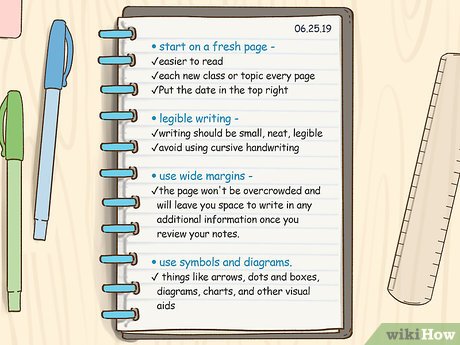 06.25.19
• start on a fresh page -
✓easier to read
✓each new class or topic every page
✓Put the date in the top right
• legible writing -
✓writing should be small, neat, legible
✓avoid using cursive handwriting
• use wide margins -
✓the page won't be overcrowded and
will leave you space to write in any
additional information once you
review your notes.
• use symbols and diagrams.
✓ things like arrows, dots and boxes,
diagrams, charts, and other visual
aids
wikiHow